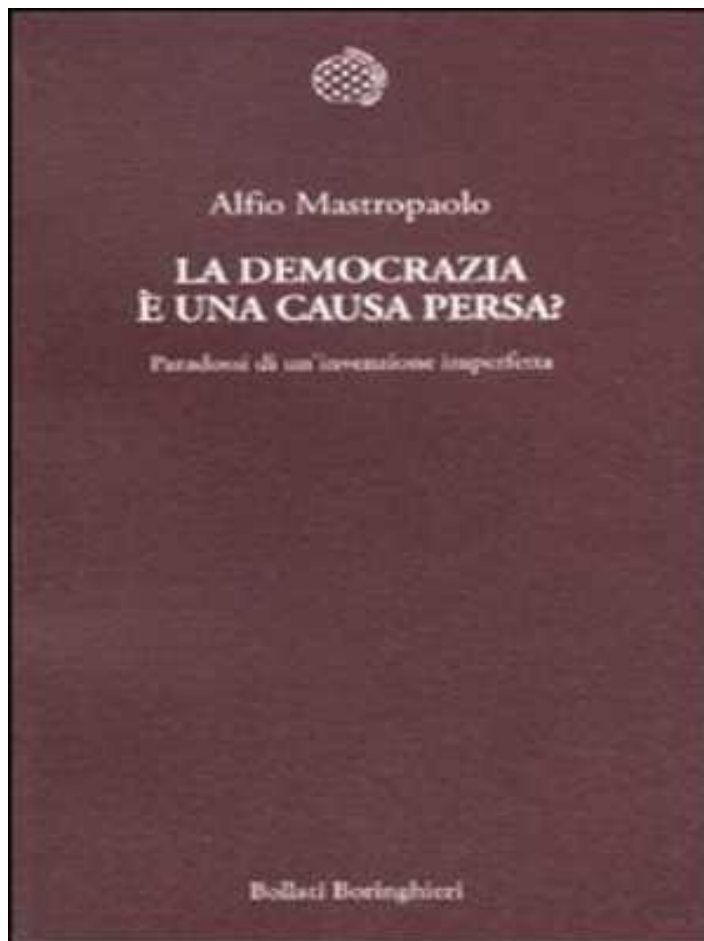 Alfio Mastropaolo
LA DEMOCRAZIA
È UNA CAUSA PERSA?
Paradossi di un'invenzione imperfetta
Bollati Boringhieri